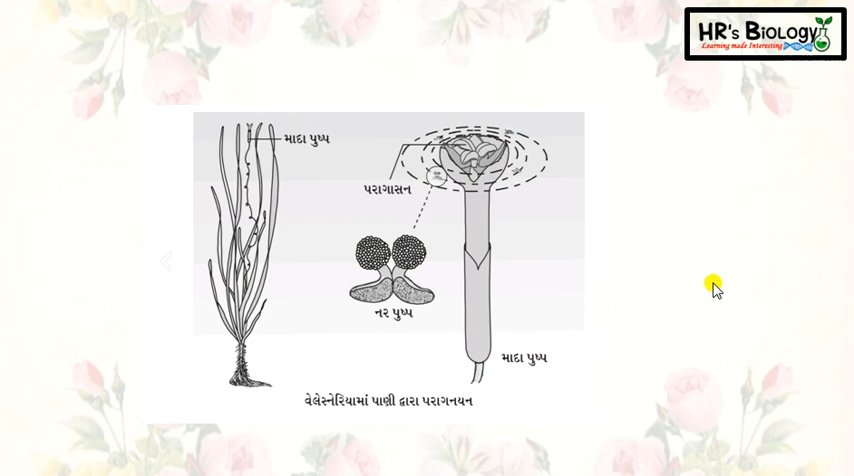 HR's Biology
Learning made Interesting
માદા પુષ્પ
પરાગાસન
નર પુષ્પ
માદા પુષ્પ
વેલેસ્નેરિયામાં પાણી દ્વારા પરાગનયન